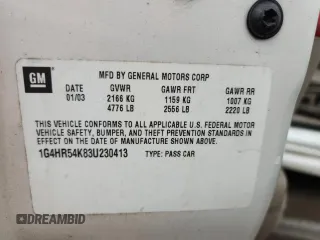 GM
MFD BY GENERAL MOTORS CORP
DATE GVWR GAWR FRT GAWR RR
01/03 2166 KG 1159 KG 1007 KG
4776 LB 2556 LB 2220 LB
THIS VEHICLE CONFORMS TO ALL APPLICABLE U.S. FEDERAL MOTOR
VEHICLE SAFETY, BUMPER, AND THEFT PREVENTION STANDARDS
IN EFFECT ON THE DATE OF MANUFACTURE SHOWN ABOVE.
1G4HR54K83U230413 TYPE: PASS CAR
AUTOBIDMASTER